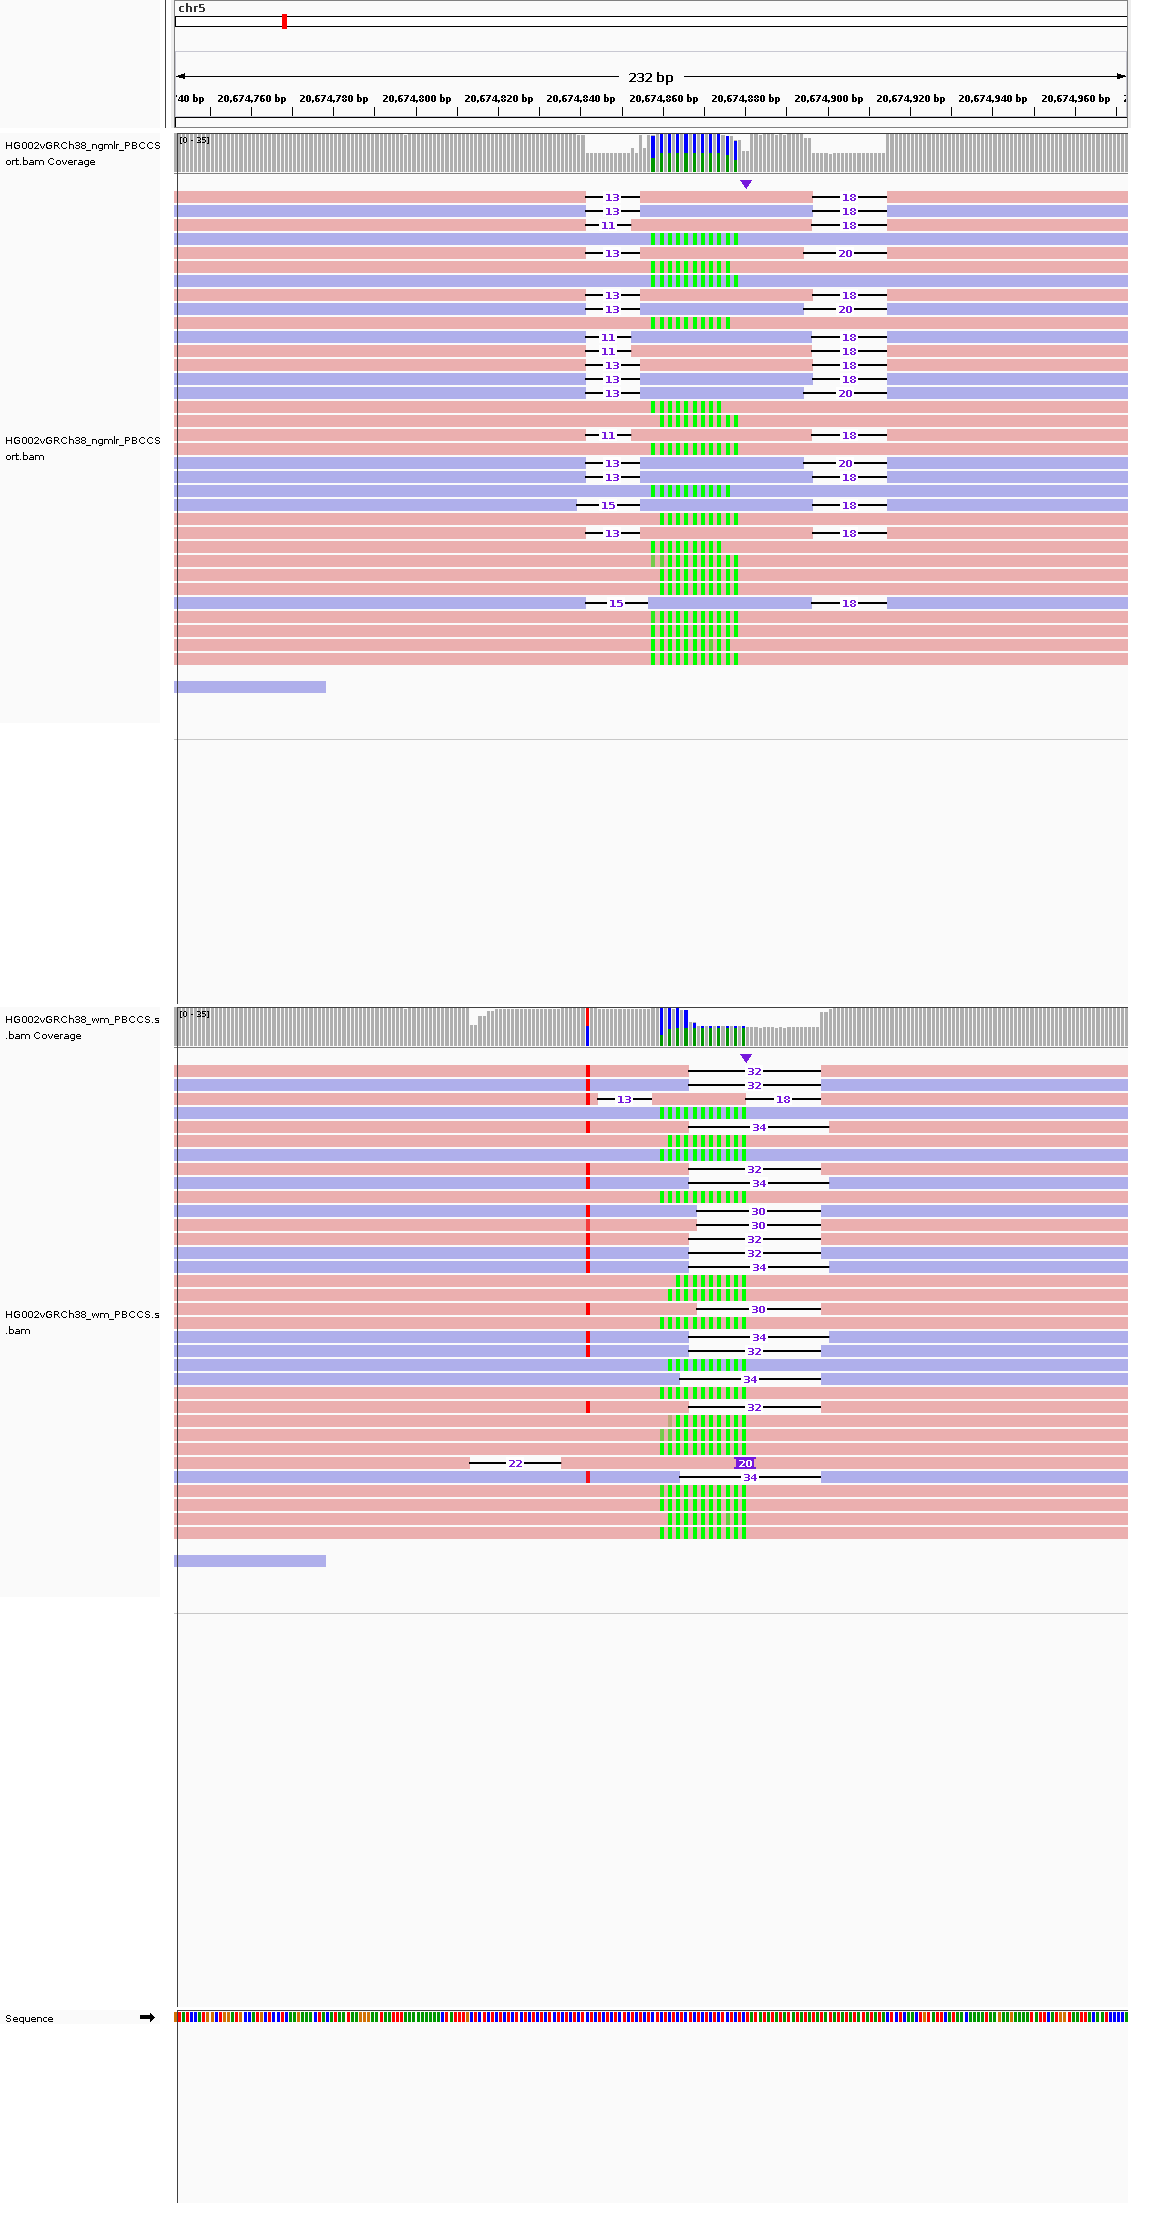 chr5
232 bp
'40 bp 20,674,760 bp 20,674,780 bp 20,674,800 bp 20,674,820 bp 20,674,840 bp 20,674,860 bp 20,674,880 bp 20,674,900 bp 20,674,920 bp 20,674,940 bp 20,674,960 bp 2
HG002vGRCh38_ngmlr_PBCCS
ort.bam Coverage
[0 - 35]
13 18
13 18
11 18
13 20
13 18
13 20
11 18
11 18
13 18
13 18
13 20
HG002vGRCh38_ngmlr_PBCCS
ort.bam
11 18
13 20
13 18
15 18
13 18
15 18
HG002vGRCh38_wm_PBCCS.s
.bam Coverage
[0 - 35]
32
32
13 18
34
32
34
30
30
32
32
34
HG002vGRCh38_wm_PBCCS.s
.bam
30
34
32
34
32
22 20
34
Sequence